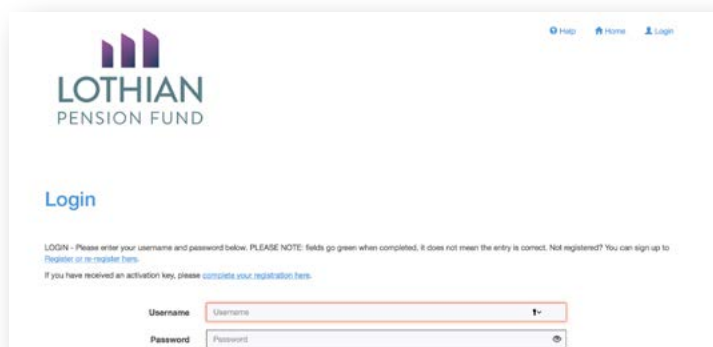 Help Home Login
LOTHIAN
PENSION FUND
Login
LOGIN - Please enter your username and password below. PLEASE NOTE: fields go green when completed, it does not mean the entry is correct. Not registered? You can sign up to
Register or re-register here.
If you have received an activation key, please complete your registration here.
Username Username
Password Password